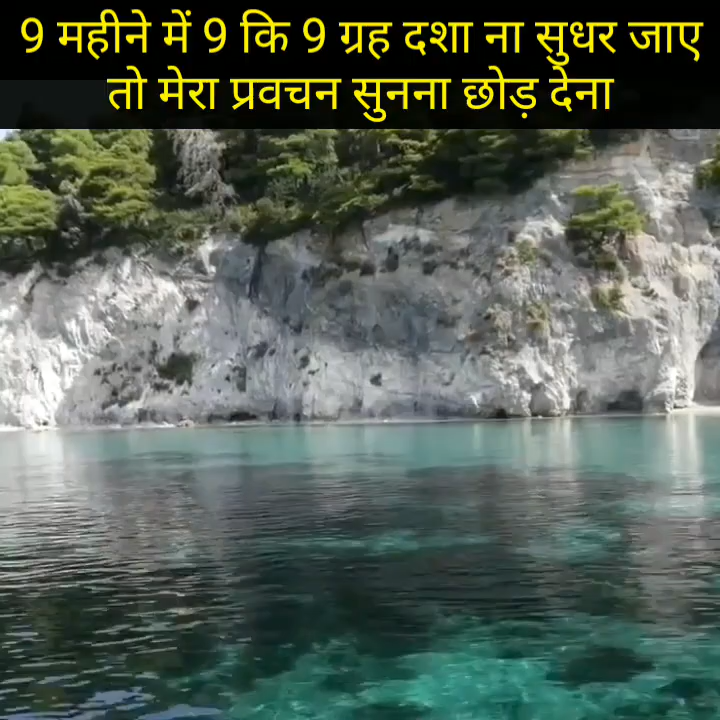 9 महीने में 9 कि 9 ग्रह दशा ना सुधर जाए
तो मेरा प्रवचन सुनना छोड़ देना